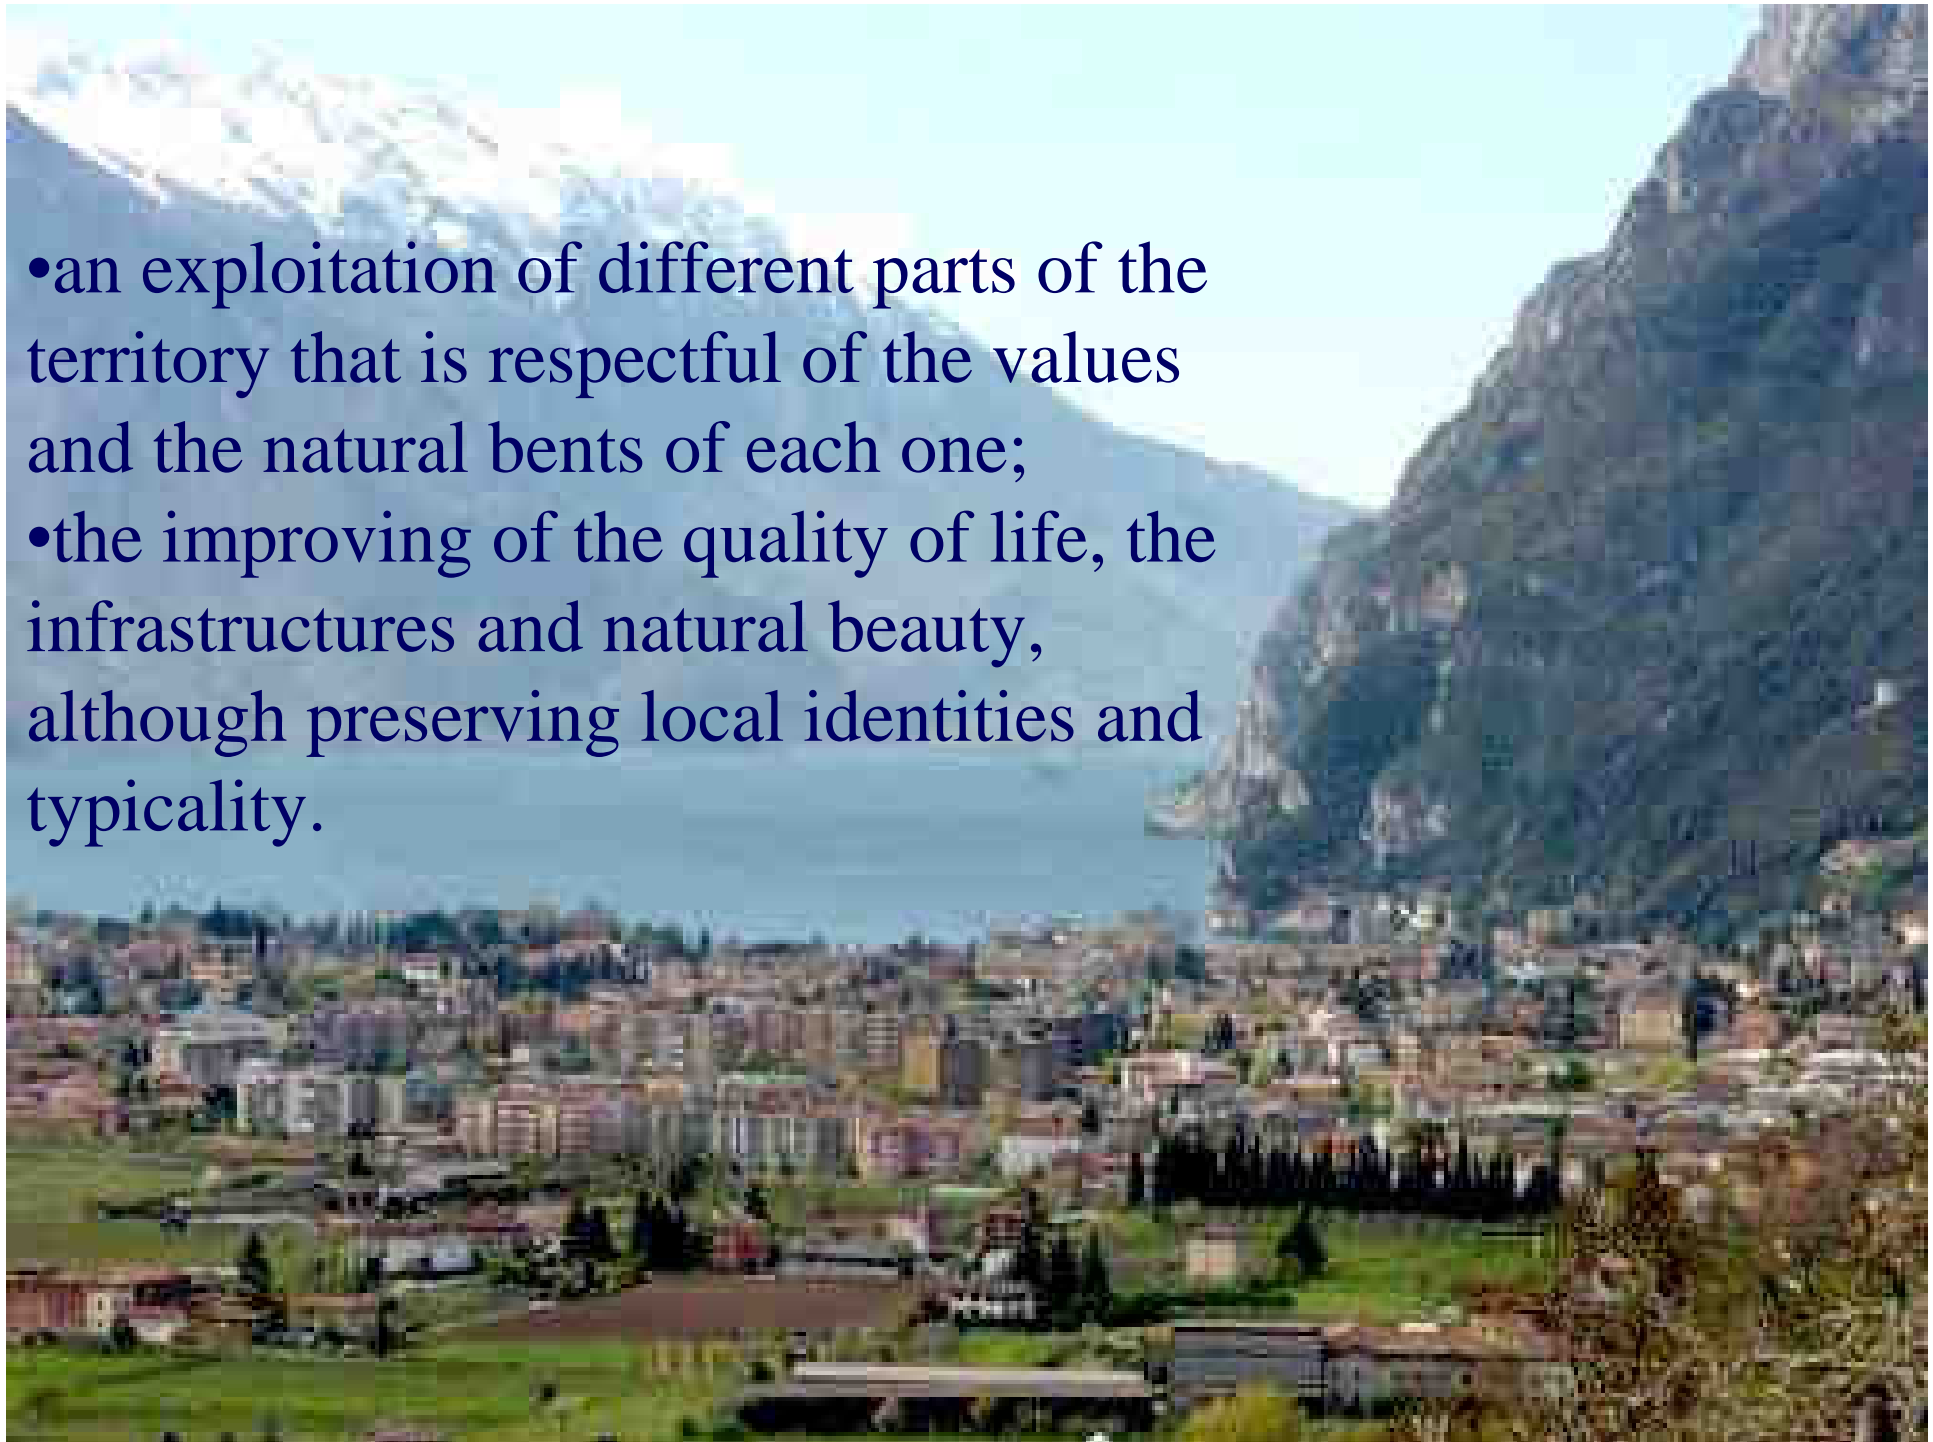 •an exploitation of different parts of the
territory that is respectful of the values
and the natural bents of each one;
•the improving of the quality of life, the
infrastructures and natural beauty,
although preserving local identities and
typicality.